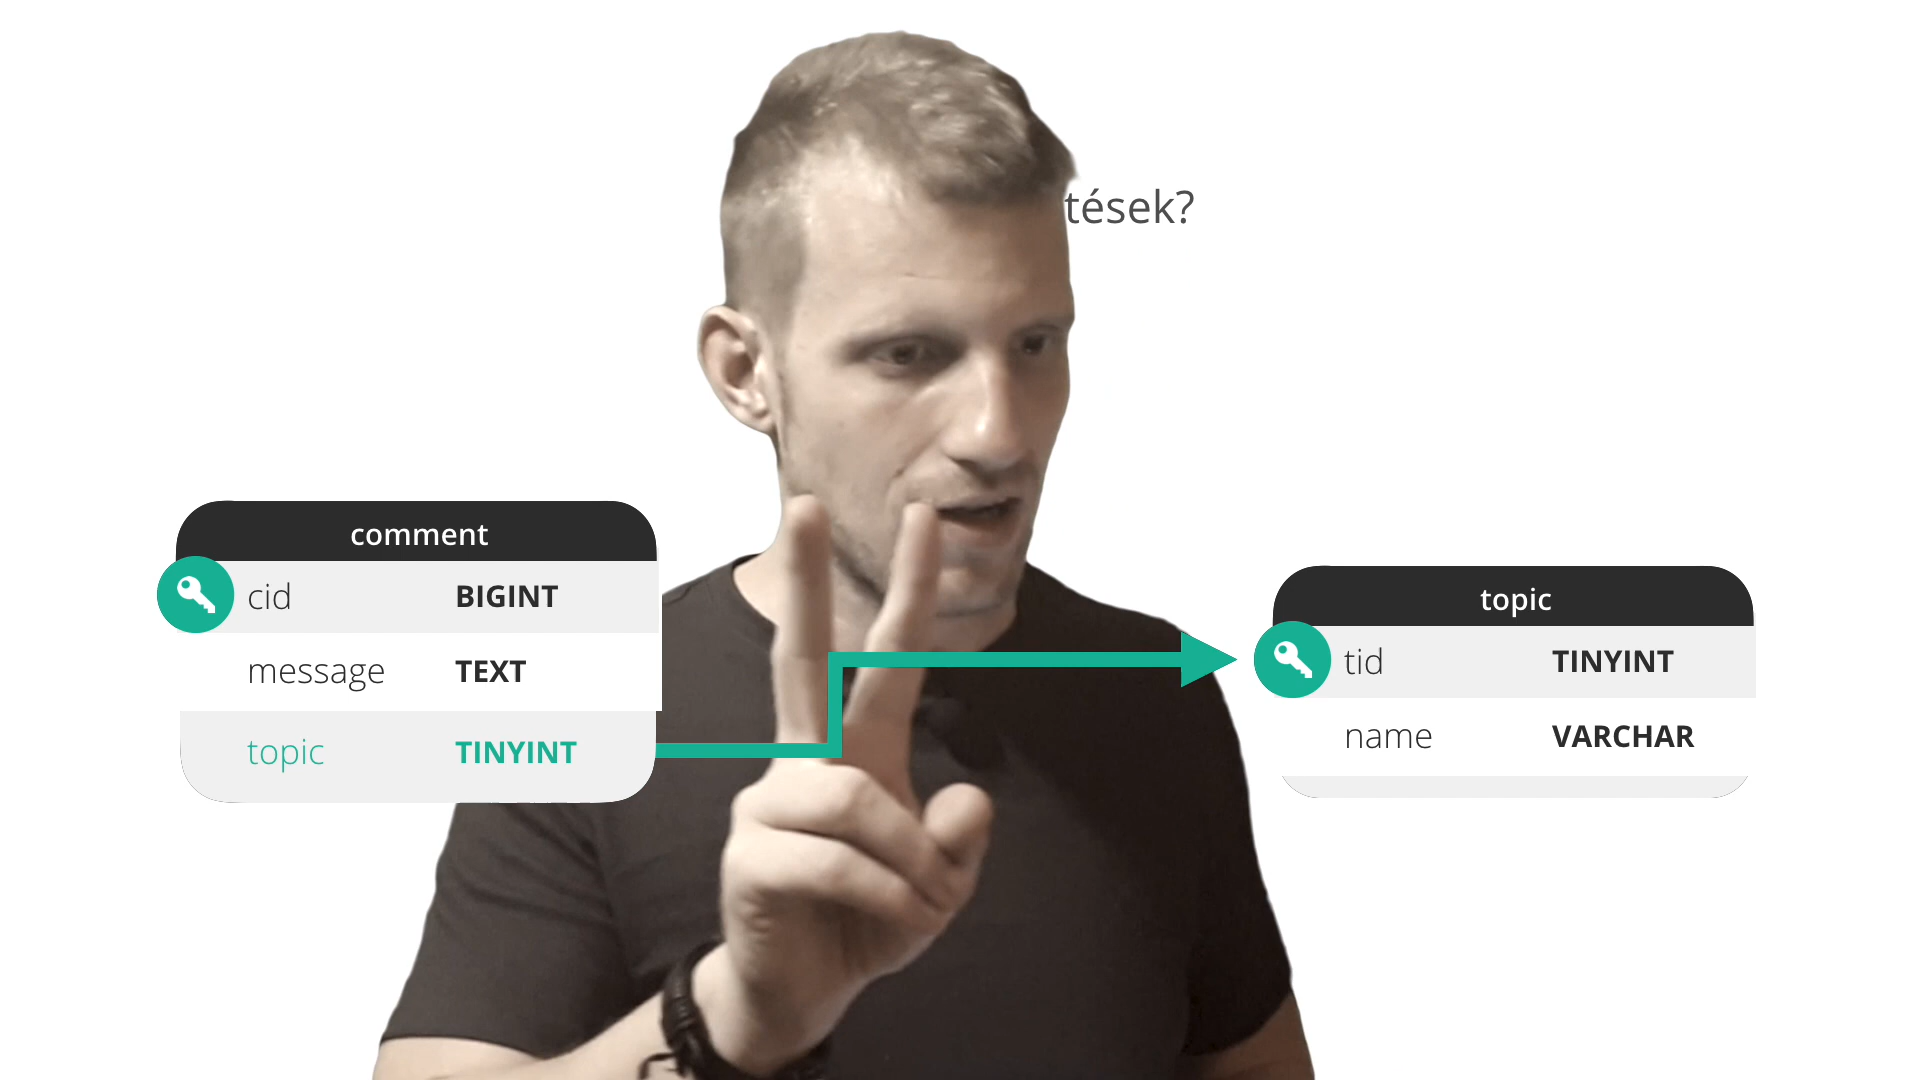 tések?
comment
cid BIGINT
message TEXT
topic TINYINT
topic
tid TINYINT
name VARCHAR